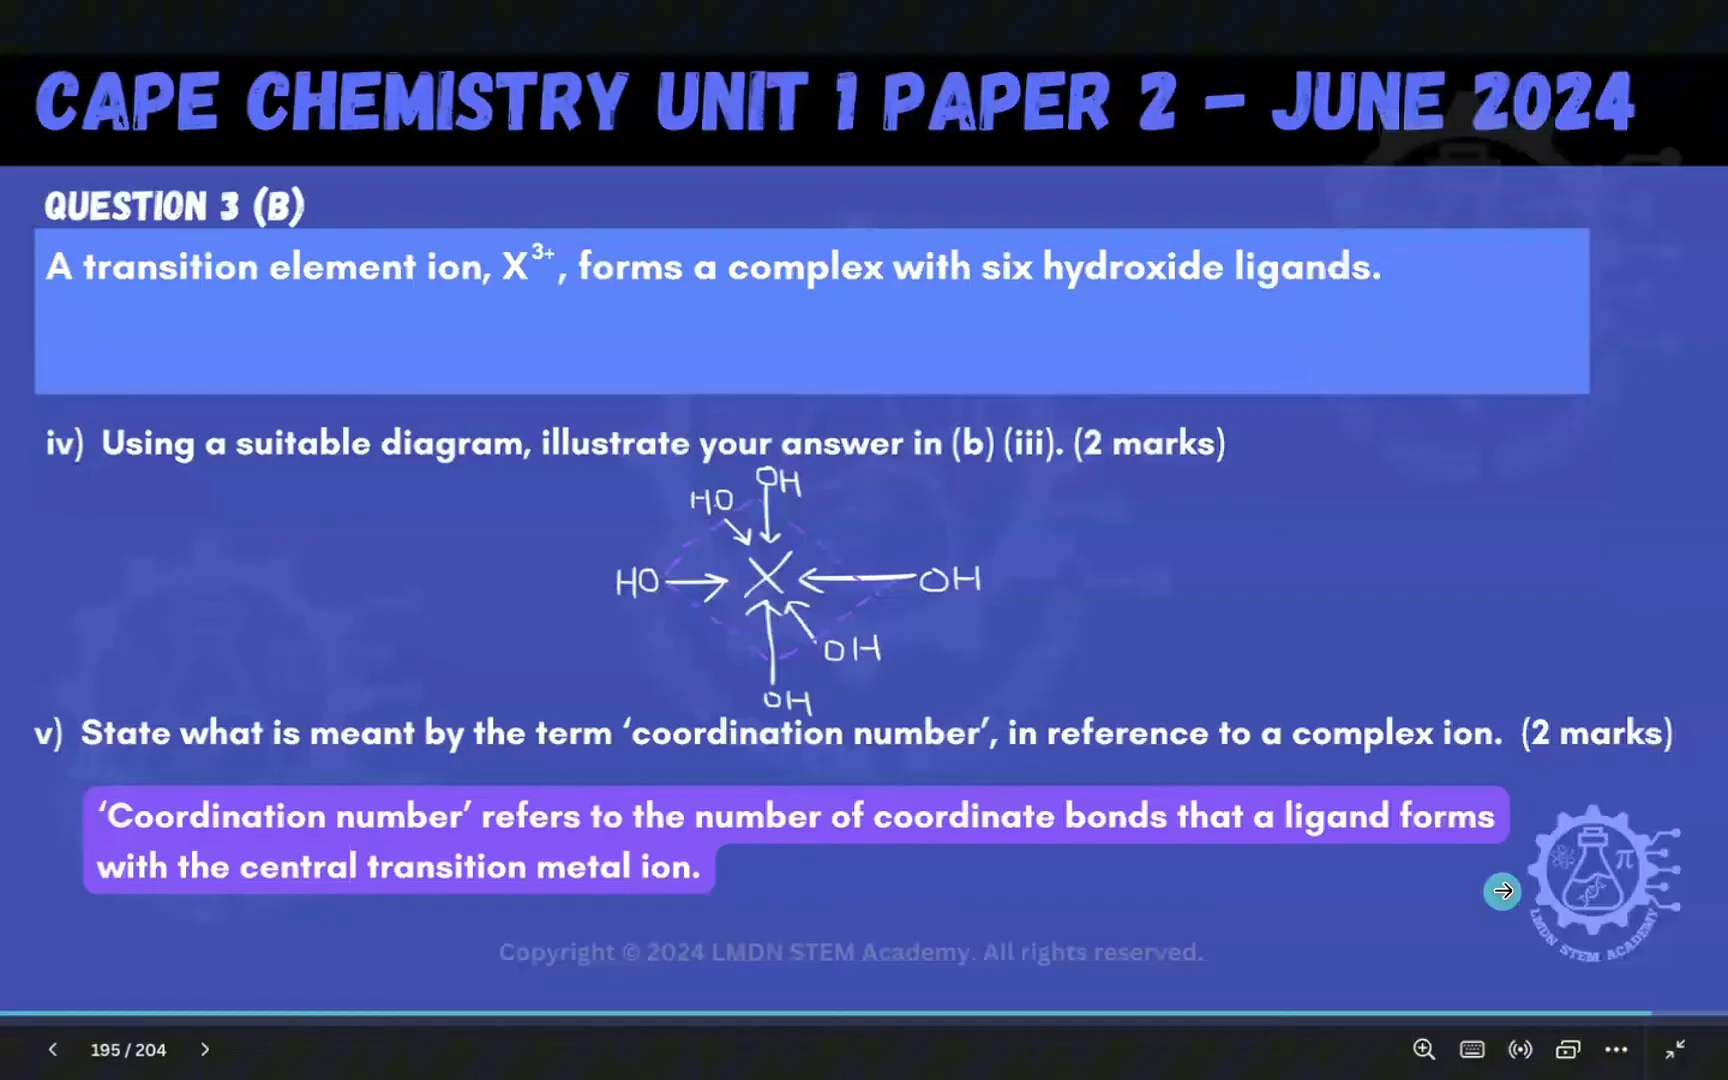 CAPE CHEMISTRY UNIT 1 PAPER 2 – JUNE 2024
QUESTION 3 (B)
A transition element ion, X³⁺, forms a complex with six hydroxide ligands.
iv) Using a suitable diagram, illustrate your answer in (b) (iii). (2 marks)
OH
HO
HO X OH
OH
OH
v) State what is meant by the term ‘coordination number’, in reference to a complex ion. (2 marks)
‘Coordination number’ refers to the number of coordinate bonds that a ligand forms
with the central transition metal ion.
π
LMDN STEM ACADEMY
Copyright © 2024 LMDN STEM Academy. All rights reserved.
195 / 204